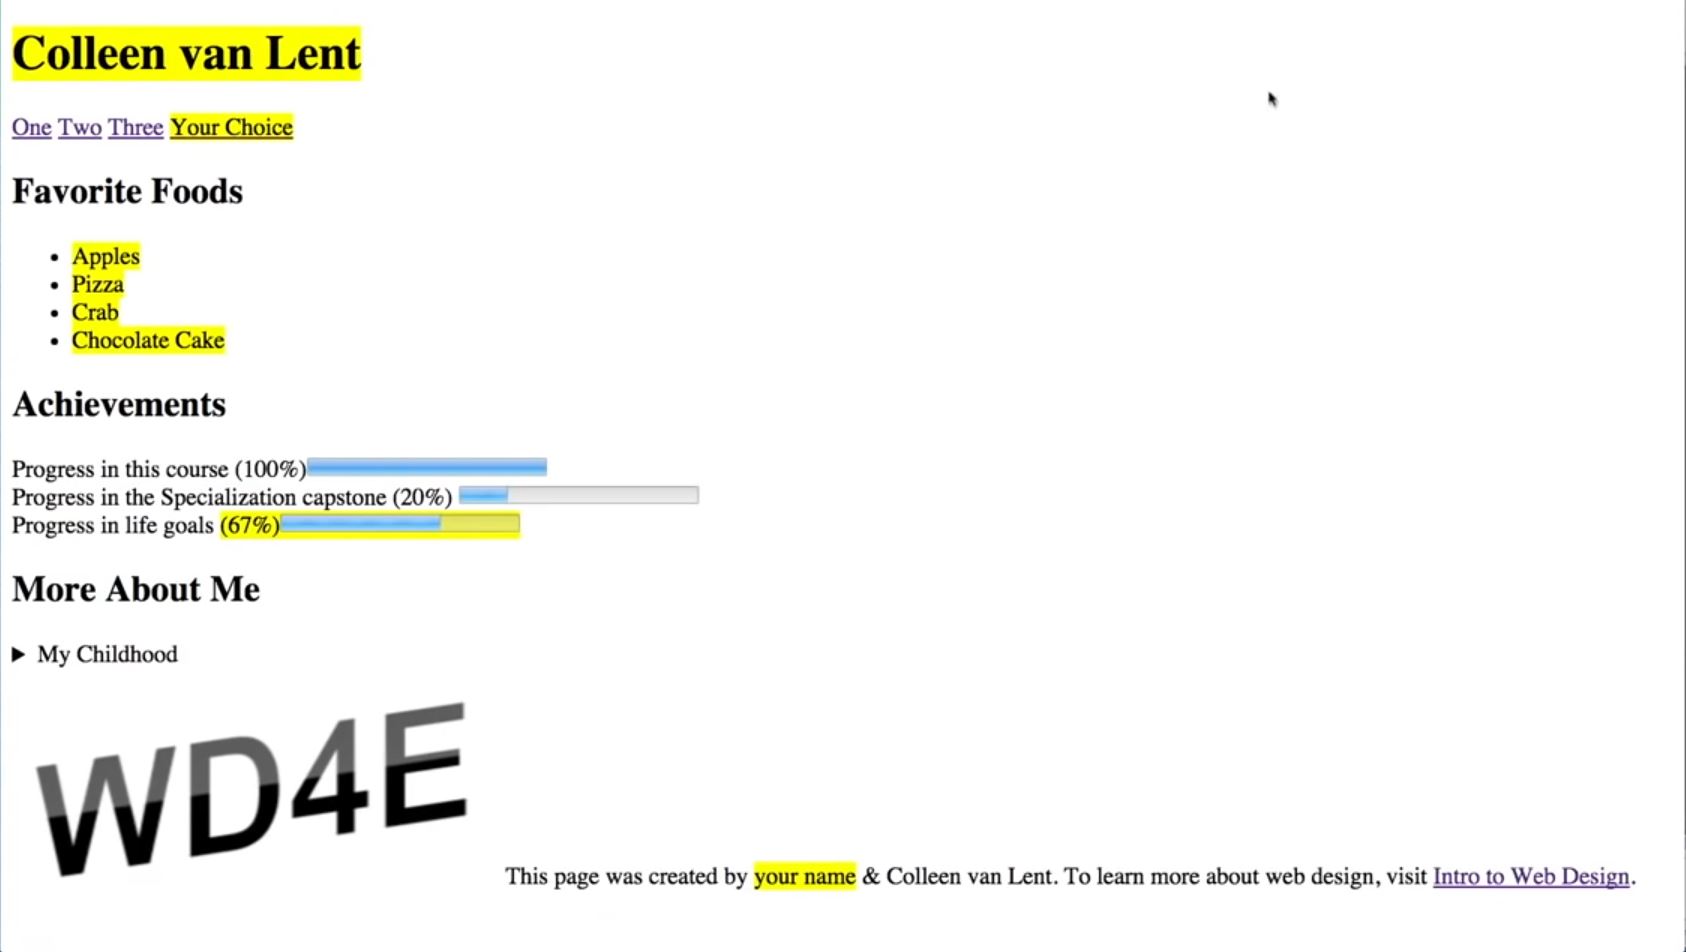 Colleen van Lent
One Two Three Your Choice
Favorite Foods
• Apples
• Pizza
• Crab
• Chocolate Cake
Achievements
Progress in this course (100%)
Progress in the Specialization capstone (20%)
Progress in life goals (67%)
More About Me
My Childhood
WD4E
This page was created by your name & Colleen van Lent. To learn more about web design, visit Intro to Web Design.